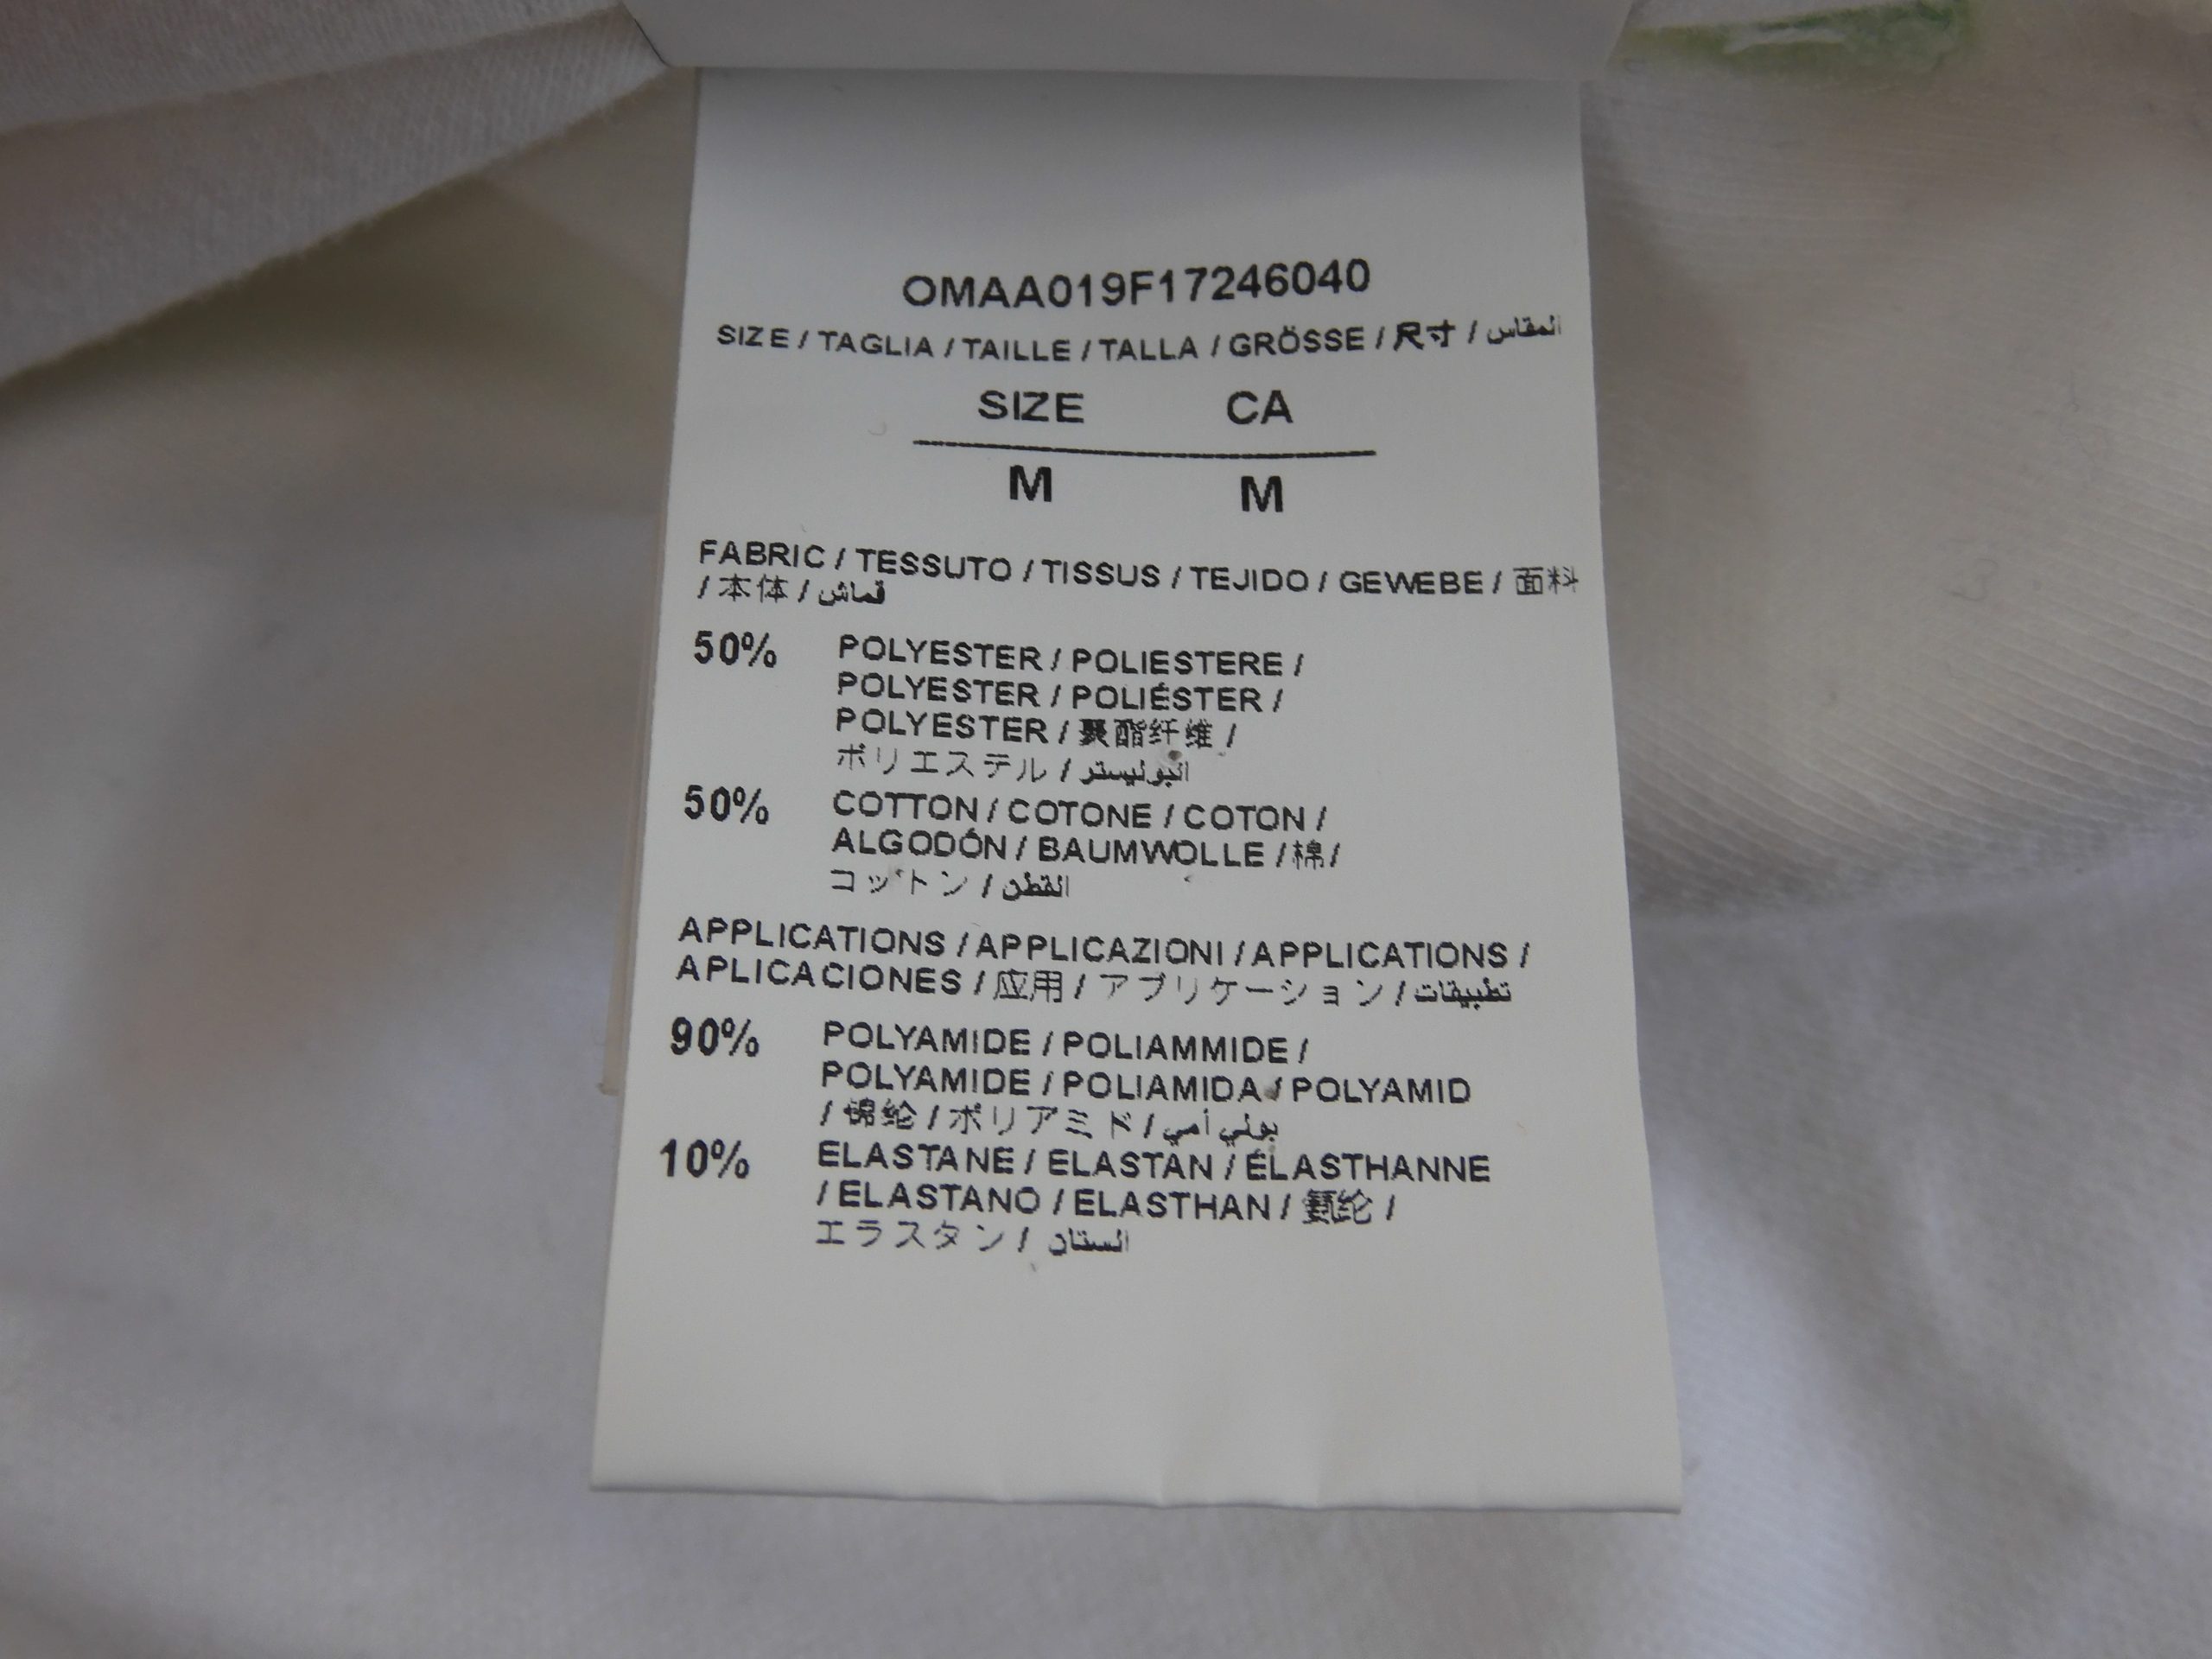 OMAA019F17246040
SIZE / TAGLIA / TAILLE / TALLA / GRÖSSE / 尺寸 / المقاس
SIZE CA
M M
FABRIC / TESSUTO / TISSUS / TEJIDO / GEWEBE / 面料
/ 本体 / قماش
50% POLYESTER / POLIESTERE /
POLYESTER / POLIÉSTER /
POLYESTER / 聚酯纤维 /
ポリエステル / البوليستر
50% COTTON / COTONE / COTON /
ALGODÓN / BAUMWOLLE / 棉 /
コットン / القطن
APPLICATIONS / APPLICAZIONI / APPLICATIONS /
APLICACIONES / 应用 / アプリケーション / تطبيقات
90% POLYAMIDE / POLIAMMIDE /
POLYAMIDE / POLIAMIDA / POLYAMID
/ 锦纶 / ポリアミド / بولي أمي
10% ELASTANE / ELASTAN / ÉLASTHANNE
/ ELASTANO / ELASTHAN / 氨纶 /
エラスタン / الستان